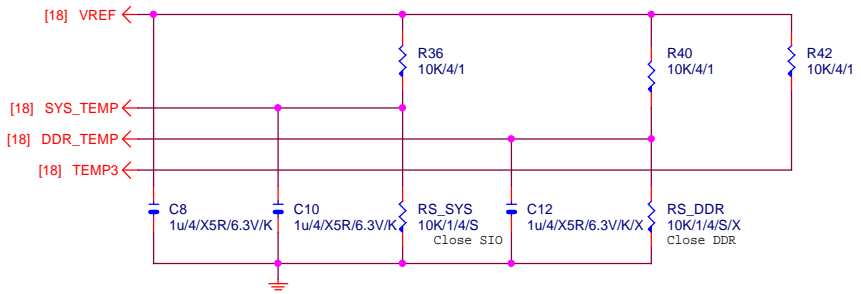 [18] VREF
R36
10K/4/1
R40
10K/4/1
R42
10K/4/1
[18] SYS_TEMP
[18] DDR_TEMP
[18] TEMP3
C8
1u/4/X5R/6.3V/K
C10
1u/4/X5R/6.3V/K
RS_SYS
10K/1/4/S
Close SIO
C12
1u/4/X5R/6.3V/K/X
RS_DDR
10K/1/4/S/X
Close DDR